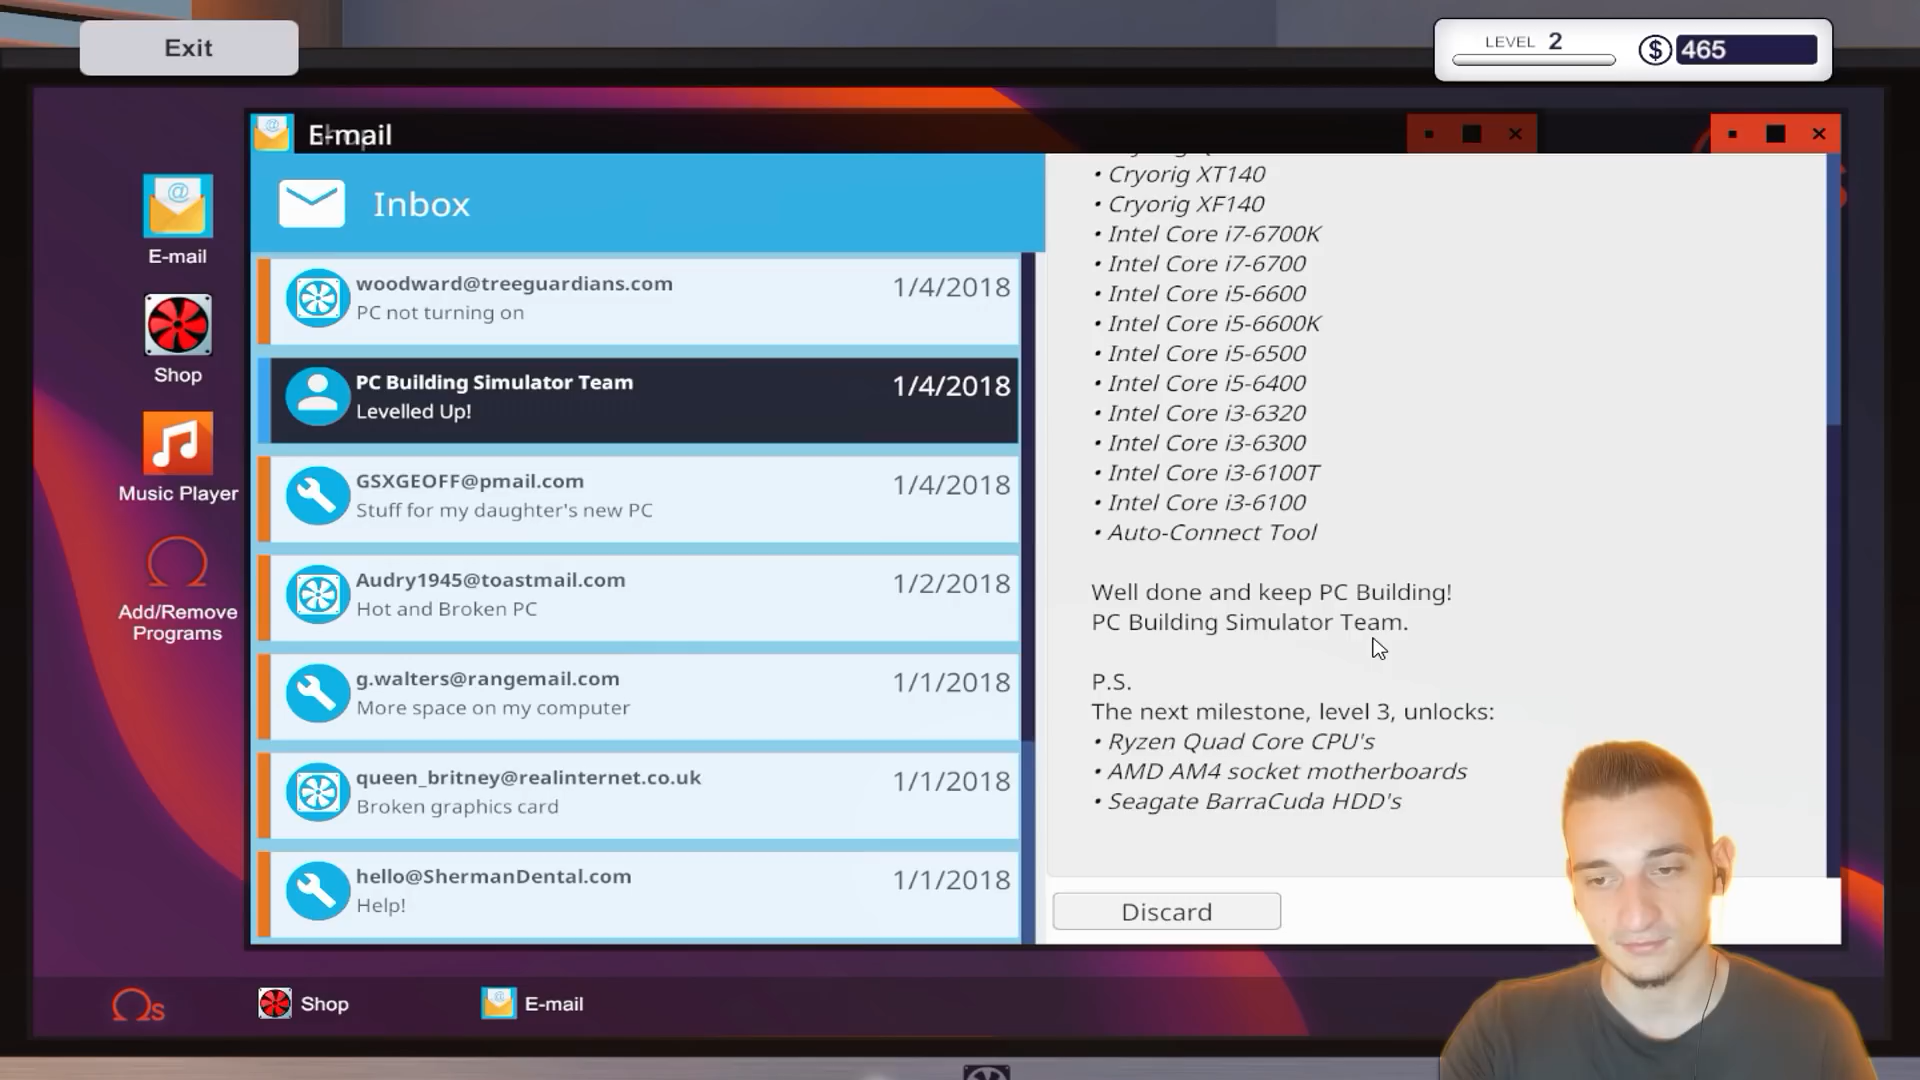 Exit
LEVEL 2
$ 465
E-mail
Inbox
E-mail
Shop
Music Player
Add/Remove
Programs
woodward@treeguardians.com
1/4/2018
PC not turning on
PC Building Simulator Team
1/4/2018
Levelled Up!
GSXGEOFF@pmail.com
1/4/2018
Stuff for my daughter's new PC
Audry1945@toastmail.com
1/2/2018
Hot and Broken PC
g.walters@rangemail.com
1/1/2018
More space on my computer
queen_britney@realinternet.co.uk
1/1/2018
Broken graphics card
hello@ShermanDental.com
1/1/2018
Help!
• Cryorig XT140
• Cryorig XF140
• Intel Core i7-6700K
• Intel Core i7-6700
• Intel Core i5-6600
• Intel Core i5-6600K
• Intel Core i5-6500
• Intel Core i5-6400
• Intel Core i3-6320
• Intel Core i3-6300
• Intel Core i3-6100T
• Intel Core i3-6100
• Auto-Connect Tool
Well done and keep PC Building!
PC Building Simulator Team.
P.S.
The next milestone, level 3, unlocks:
• Ryzen Quad Core CPU's
• AMD AM4 socket motherboards
• Seagate BarraCuda HDD's
Discard
Ωs
Shop
E-mail